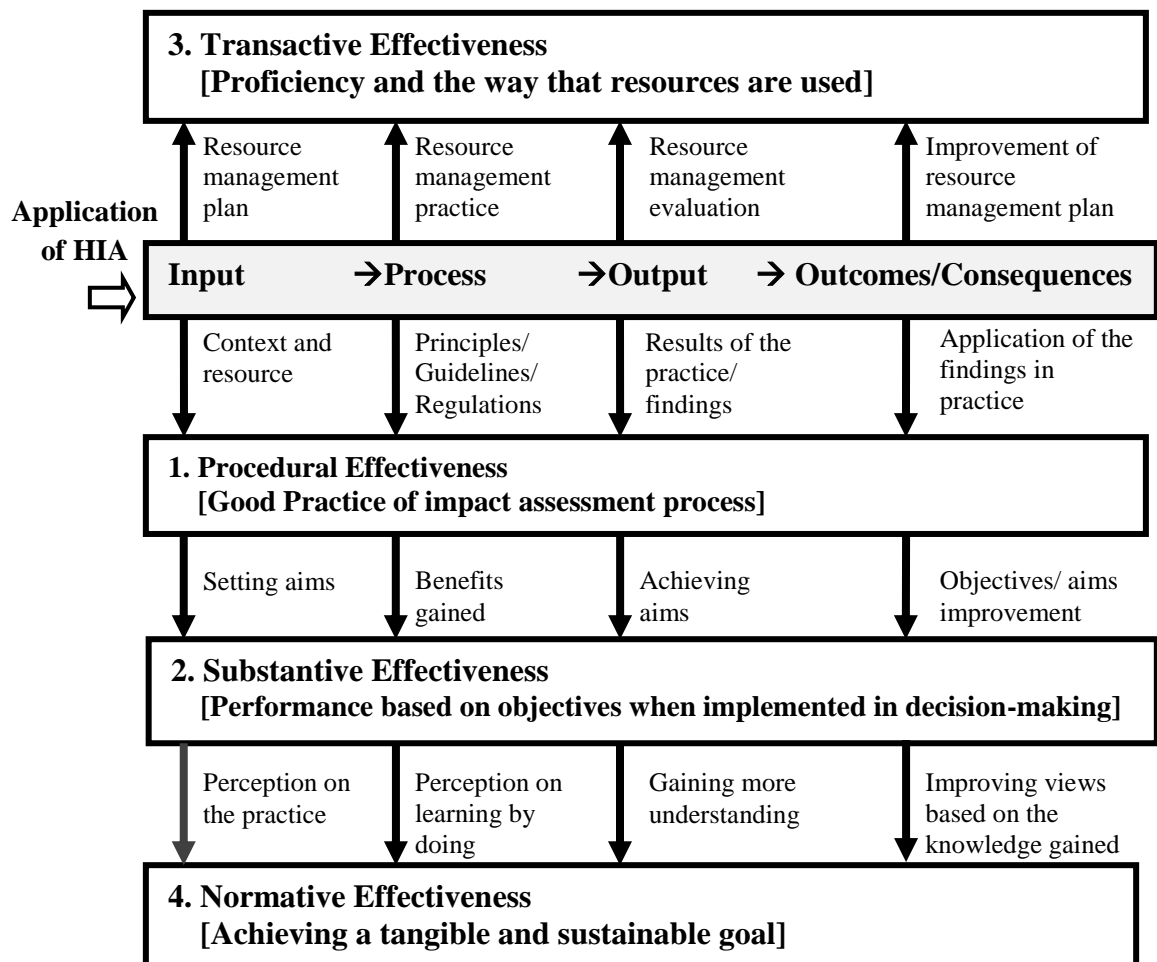 3. Transactive Effectiveness
[Proficiency and the way that resources are used]
Resource
management
plan
Resource
management
practice
Resource
management
evaluation
Improvement of
resource
management plan
Application
of HIA
Input →Process →Output → Outcomes/Consequences
Context and
resource
Principles/
Guidelines/
Regulations
Results of the
practice/
findings
Application of the
findings in
practice
1. Procedural Effectiveness
[Good Practice of impact assessment process]
Setting aims
Benefits
gained
Achieving
aims
Objectives/ aims
improvement
2. Substantive Effectiveness
[Performance based on objectives when implemented in decision-making]
Perception on
the practice
Perception on
learning by
doing
Gaining more
understanding
Improving views
based on the
knowledge gained
4. Normative Effectiveness
[Achieving a tangible and sustainable goal]